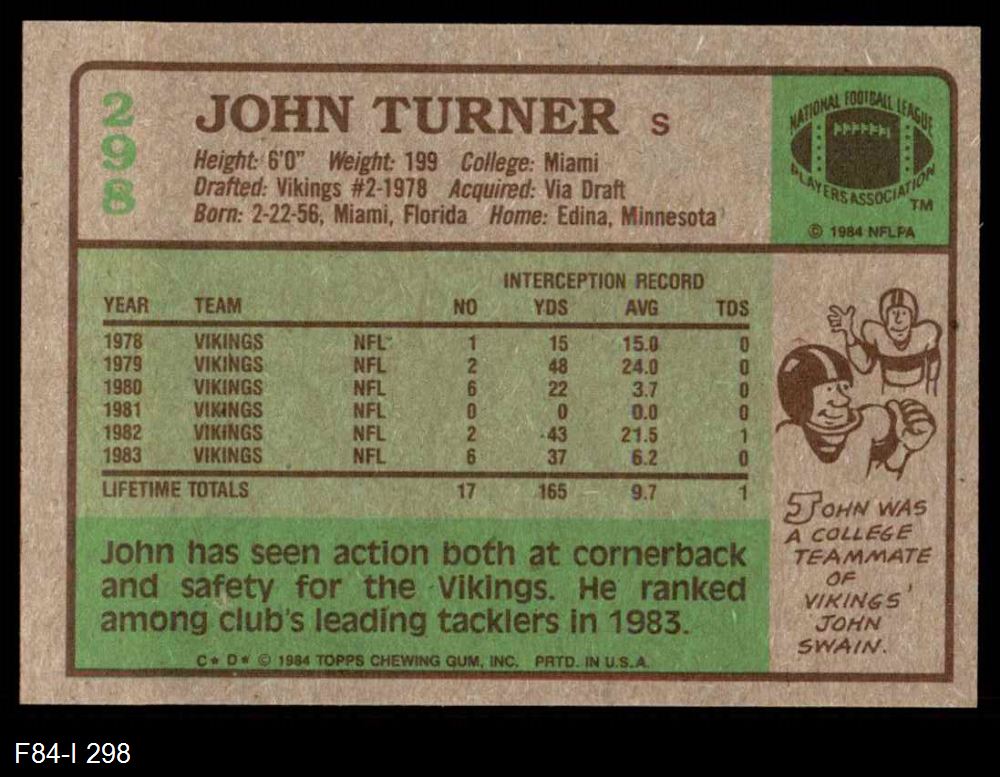 298
JOHN TURNER S
Height: 6'0" Weight: 199 College: Miami
Drafted: Vikings #2-1978 Acquired: Via Draft
Born: 2-22-56, Miami, Florida Home: Edina, Minnesota
NATIONAL FOOTBALL LEAGUE
PLAYERS ASSOCIATION
TM
© 1984 NFLPA
INTERCEPTION RECORD
YEAR TEAM NO YDS AVG TDS
1978 VIKINGS NFL 1 15 15.0 0
1979 VIKINGS NFL 2 48 24.0 0
1980 VIKINGS NFL 6 22 3.7 0
1981 VIKINGS NFL 0 0 0.0 0
1982 VIKINGS NFL 2 43 21.5 1
1983 VIKINGS NFL 6 37 6.2 0
LIFETIME TOTALS 17 165 9.7 1
John has seen action both at cornerback
and safety for the Vikings. He ranked
among club's leading tacklers in 1983.
C* D* © 1984 TOPPS CHEWING GUM, INC. PRTD. IN U.S.A.
JOHN WAS
A COLLEGE
TEAMMATE
OF
VIKINGS'
JOHN
SWAIN.
F84-I 298